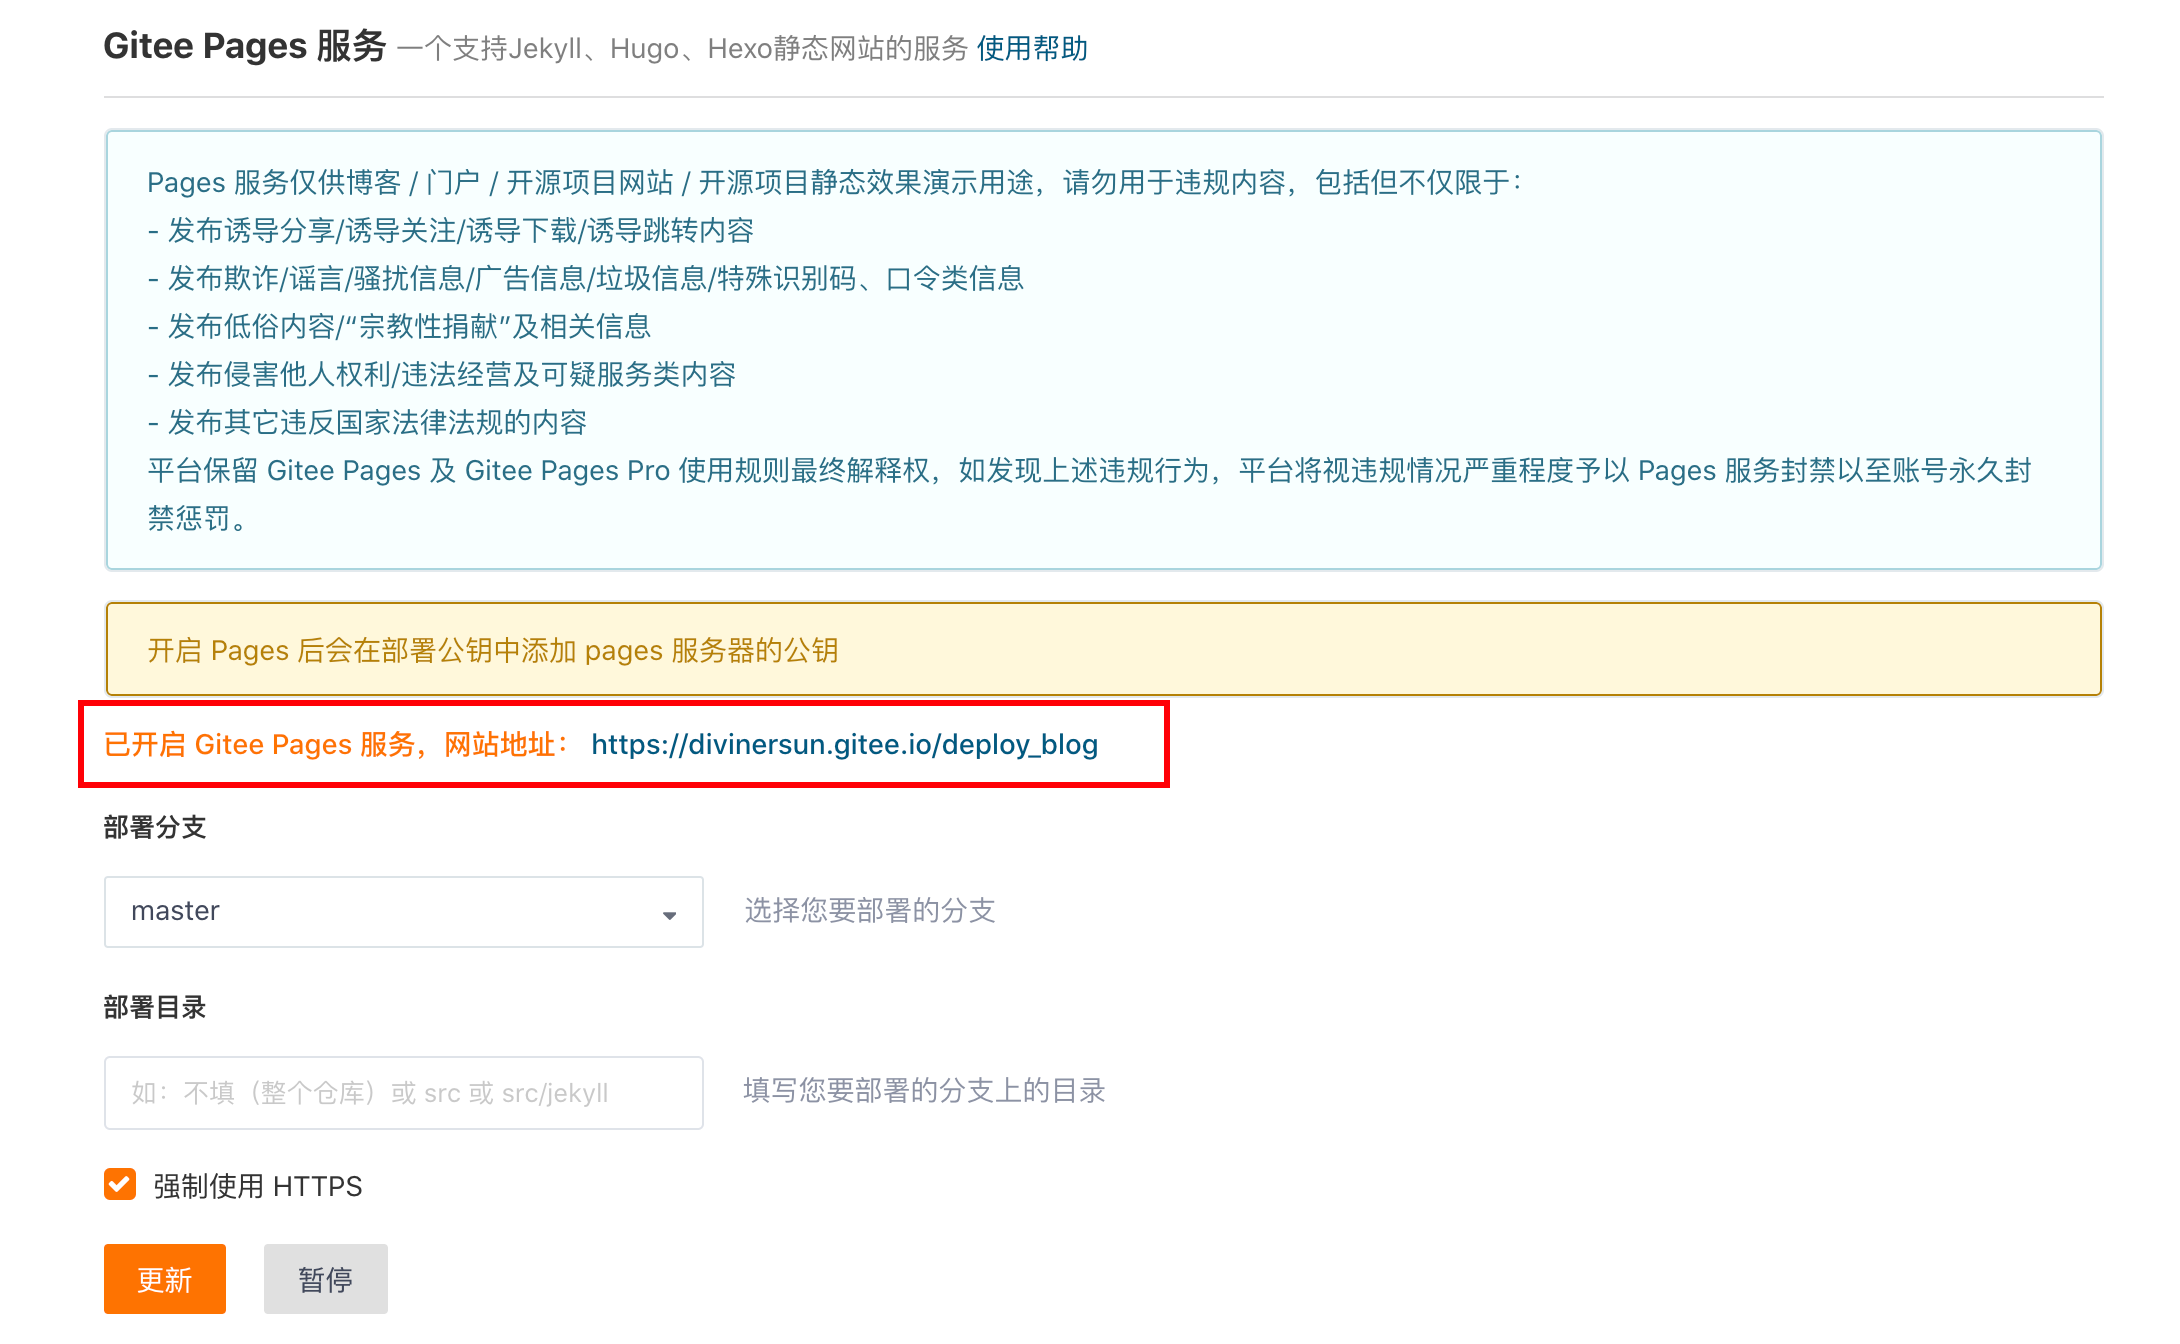 Gitee Pages 服务 一个支持Jekyll、Hugo、Hexo静态网站的服务 使用帮助
Pages 服务仅供博客 / 门户 / 开源项目网站 / 开源项目静态效果演示用途，请勿用于违规内容，包括但不仅限于：
- 发布诱导分享/诱导关注/诱导下载/诱导跳转内容
- 发布欺诈/谣言/骚扰信息/广告信息/垃圾信息/特殊识别码、口令类信息
- 发布低俗内容/“宗教性捐献”及相关信息
- 发布侵害他人权利/违法经营及可疑服务类内容
- 发布其它违反国家法律法规的内容
平台保留 Gitee Pages 及 Gitee Pages Pro 使用规则最终解释权，如发现上述违规行为，平台将视违规情况严重程度予以 Pages 服务封禁以至账号永久封
禁惩罚。
开启 Pages 后会在部署公钥中添加 pages 服务器的公钥
已开启 Gitee Pages 服务，网站地址： https://divinersun.gitee.io/deploy_blog
部署分支
master 选择您要部署的分支
部署目录
如：不填（整个仓库）或 src 或 src/jekyll 填写您要部署的分支上的目录
强制使用 HTTPS
更新 暂停